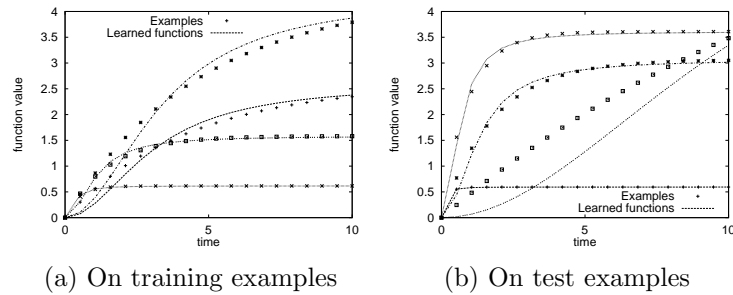 4
3.5
3
2.5
2
1.5
1
0.5
0
0
5
10
function value
time
Examples
Learned functions
4
3.5
3
2.5
2
1.5
1
0.5
0
0
5
10
function value
time
Examples
Learned functions
(a) On training examples
(b) On test examples